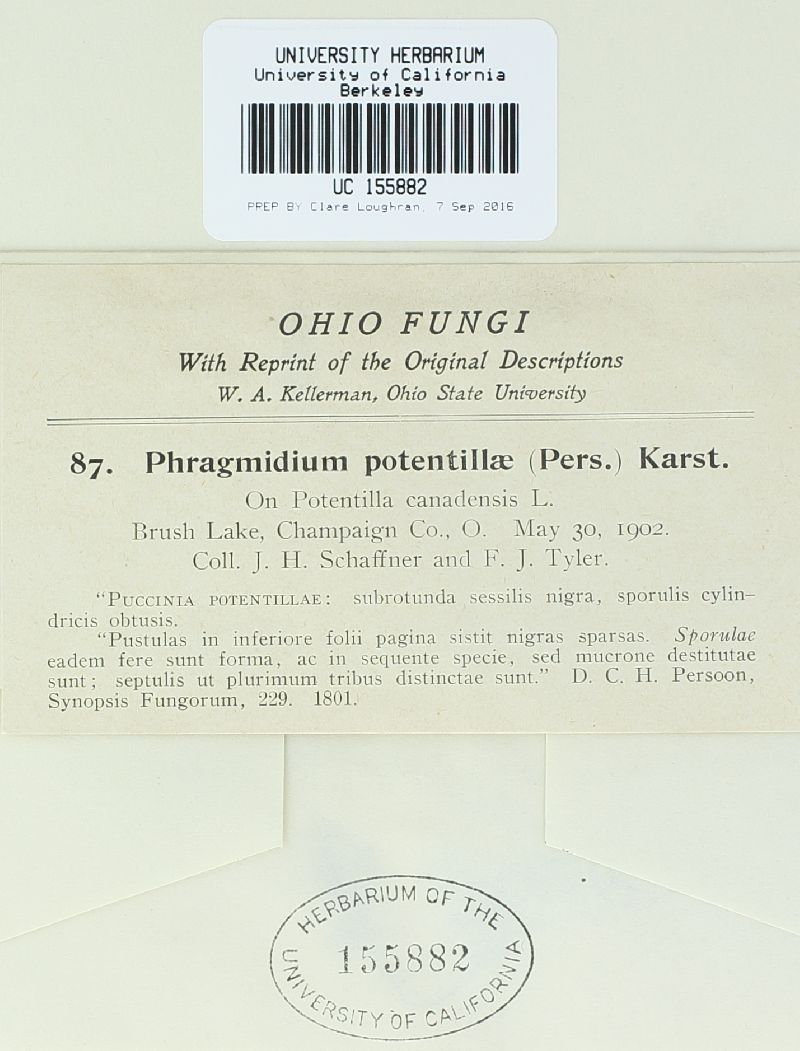 UNIVERSITY HERBARIUM
University of California
Berkeley
UC 155882
PREP BY Clare Loughran, 7 Sep 2016
OHIO FUNGI
With Reprint of the Original Descriptions
W. A. Kellerman, Ohio State University
87. Phragmidium potentillæ (Pers.) Karst.
On Potentilla canadensis L.
Brush Lake, Champaign Co., O. May 30, 1902.
Coll. J. H. Schaffner and F. J. Tyler.
"PUCCINIA POTENTILLAE: subrotunda sessilis nigra, sporulis cylin-
dricis obtusis.
"Pustulas in inferiore folii pagina sistit nigras sparsas. Sporulae
eadem fere sunt forma, ac in sequente specie, sed mucrone destitutae
sunt; septulis ut plurimum tribus distinctae sunt." D. C. H. Persoon,
Synopsis Fungorum, 229. 1801.
HERBARIUM OF THE
155882
UNIVERSITY OF CALIFORNIA